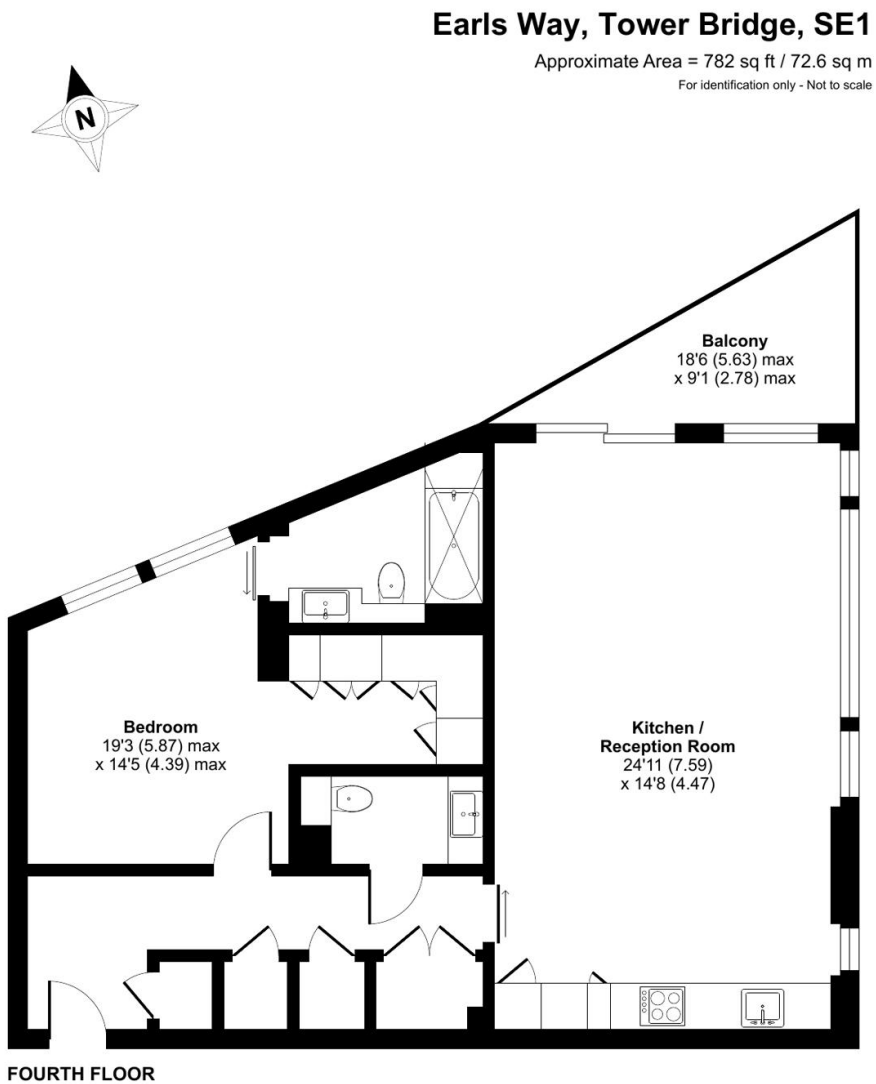 Earls Way, Tower Bridge, SE1
Approximate Area = 782 sq ft / 72.6 sq m
For identification only - Not to scale
N
Balcony
18'6 (5.63) max
x 9'1 (2.78) max
Bedroom
19'3 (5.87) max
x 14'5 (4.39) max
Kitchen /
Reception Room
24'11 (7.59)
x 14'8 (4.47)
FOURTH FLOOR